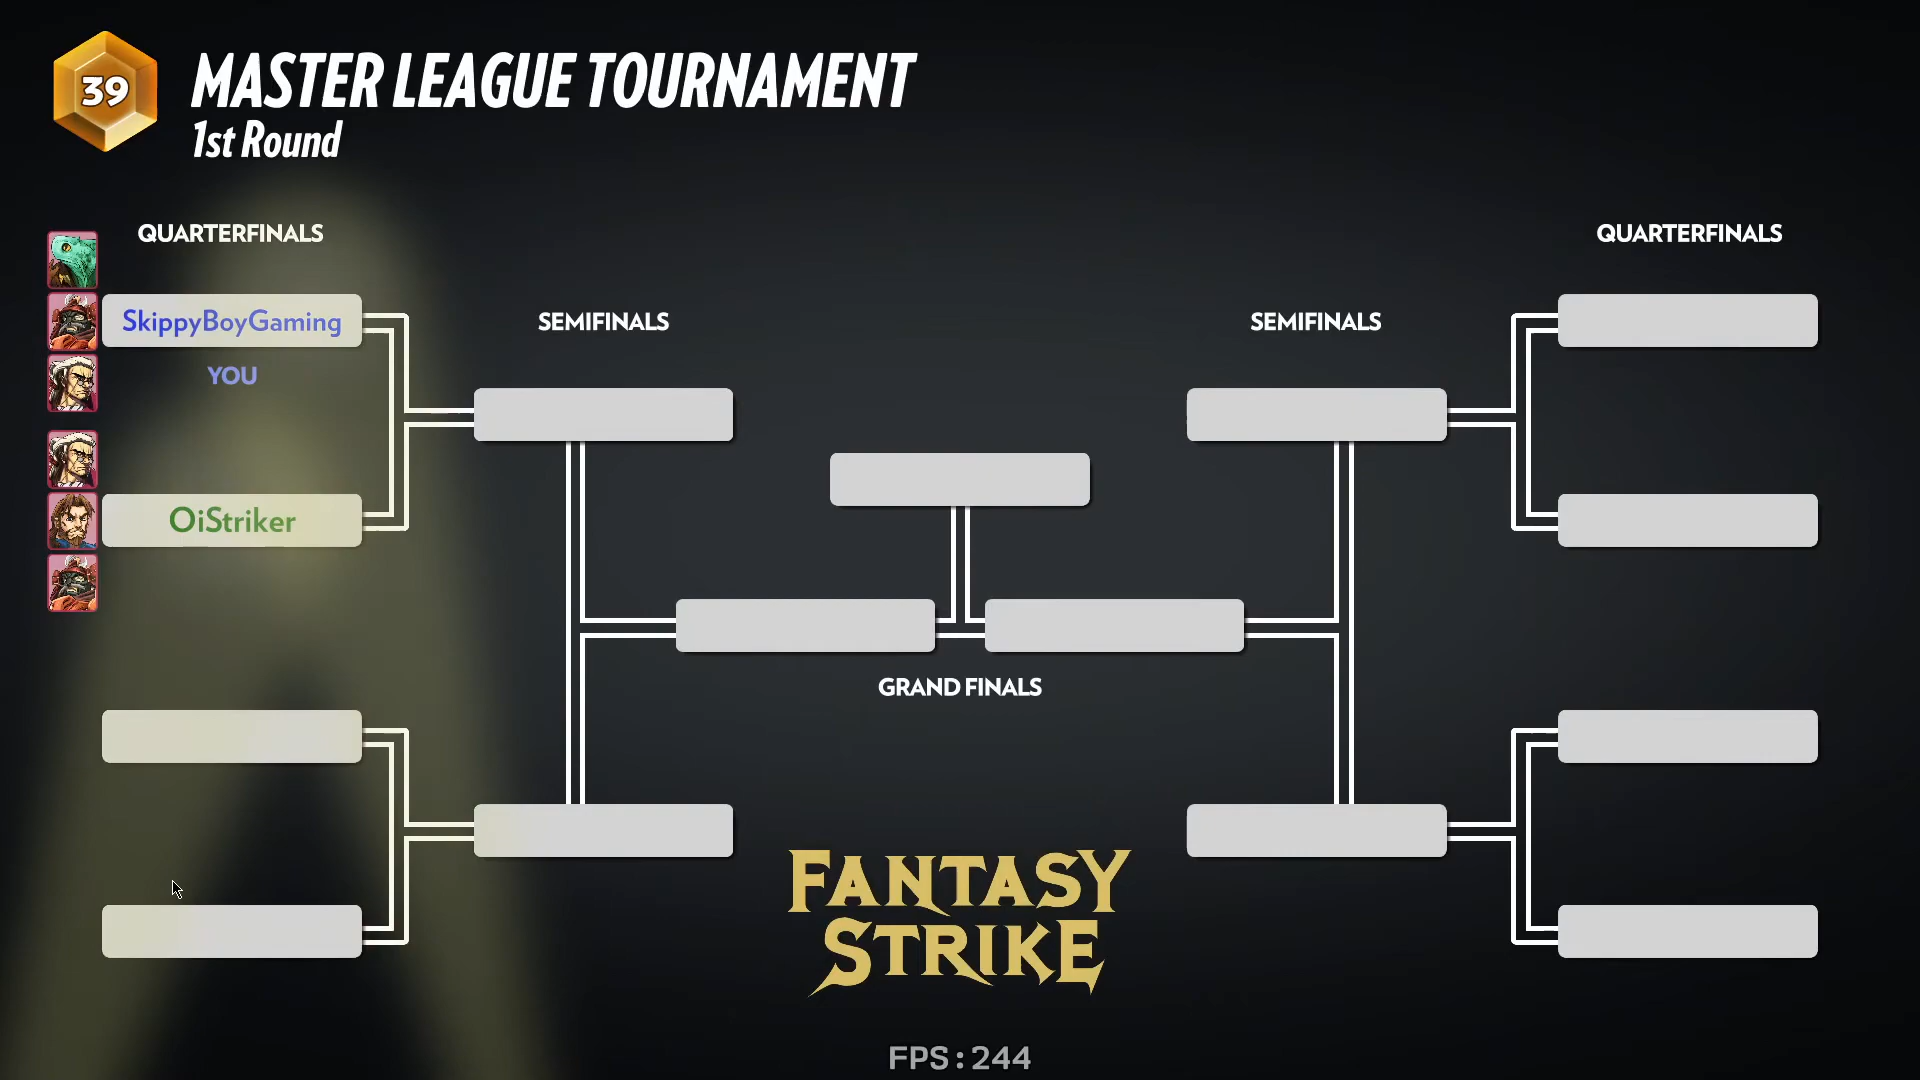 39
MASTER LEAGUE TOURNAMENT
1st Round
QUARTERFINALS
QUARTERFINALS
SkippyBoyGaming
SEMIFINALS
SEMIFINALS
YOU
OiStriker
GRAND FINALS
FANTASY
STRIKE
FPS:244